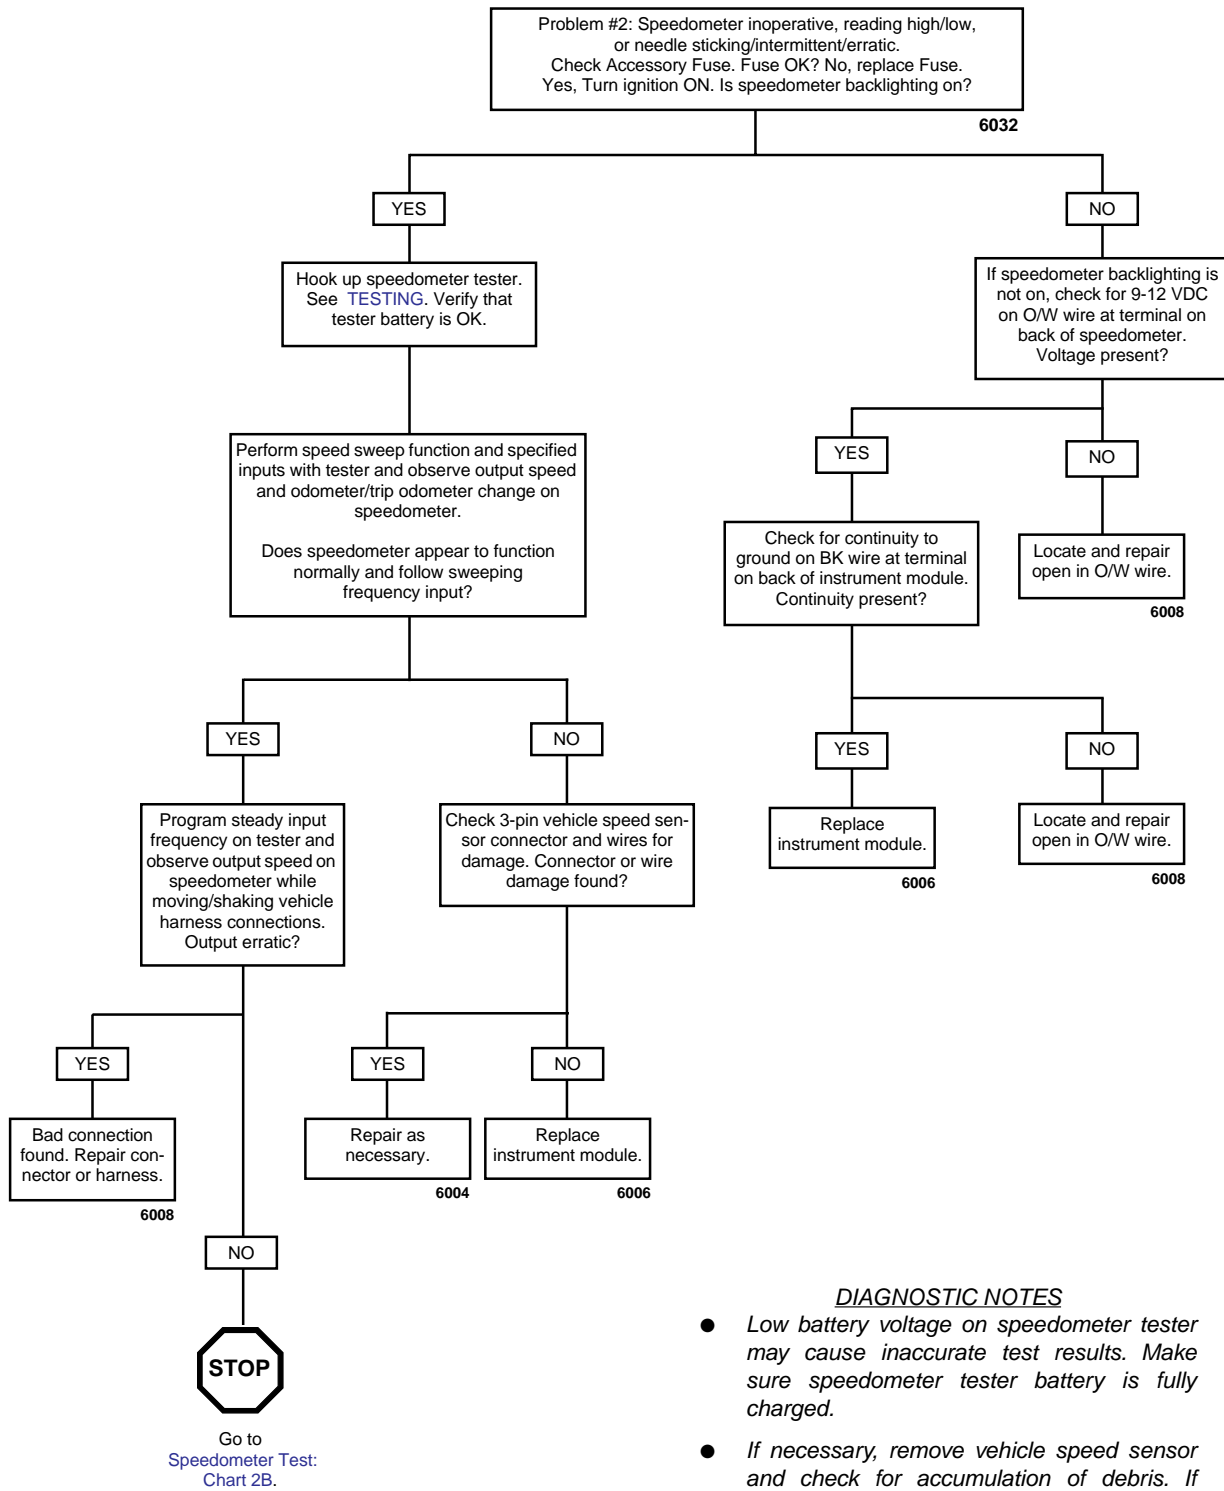 Problem #2: Speedometer inoperative, reading high/low,
or needle sticking/intermittent/erratic.
Check Accessory Fuse. Fuse OK? No, replace Fuse.
Yes, Turn ignition ON. Is speedometer backlighting on?
6032
YES
NO
Hook up speedometer tester.
See TESTING. Verify that
tester battery is OK.
If speedometer backlighting is
not on, check for 9-12 VDC
on O/W wire at terminal on
back of speedometer.
Voltage present?
Perform speed sweep function and specified
inputs with tester and observe output speed
and odometer/trip odometer change on
speedometer.
Does speedometer appear to function
normally and follow sweeping
frequency input?
YES
NO
Check for continuity to
ground on BK wire at terminal
on back of instrument module.
Continuity present?
Locate and repair
open in O/W wire.
6008
YES
NO
YES
NO
Program steady input
frequency on tester and
observe output speed on
speedometer while
moving/shaking vehicle
harness connections.
Output erratic?
Check 3-pin vehicle speed sen-
sor connector and wires for
damage. Connector or wire
damage found?
Replace
instrument module.
6006
Locate and repair
open in O/W wire.
6008
YES
YES
NO
Bad connection
found. Repair con-
nector or harness.
6008
Repair as
necessary.
6004
Replace
instrument module.
6006
NO
STOP
Go to
Speedometer Test:
Chart 2B.
DIAGNOSTIC NOTES
● Low battery voltage on speedometer tester
may cause inaccurate test results. Make
sure speedometer tester battery is fully
charged.
● If necessary, remove vehicle speed sensor
and check for accumulation of debris. If